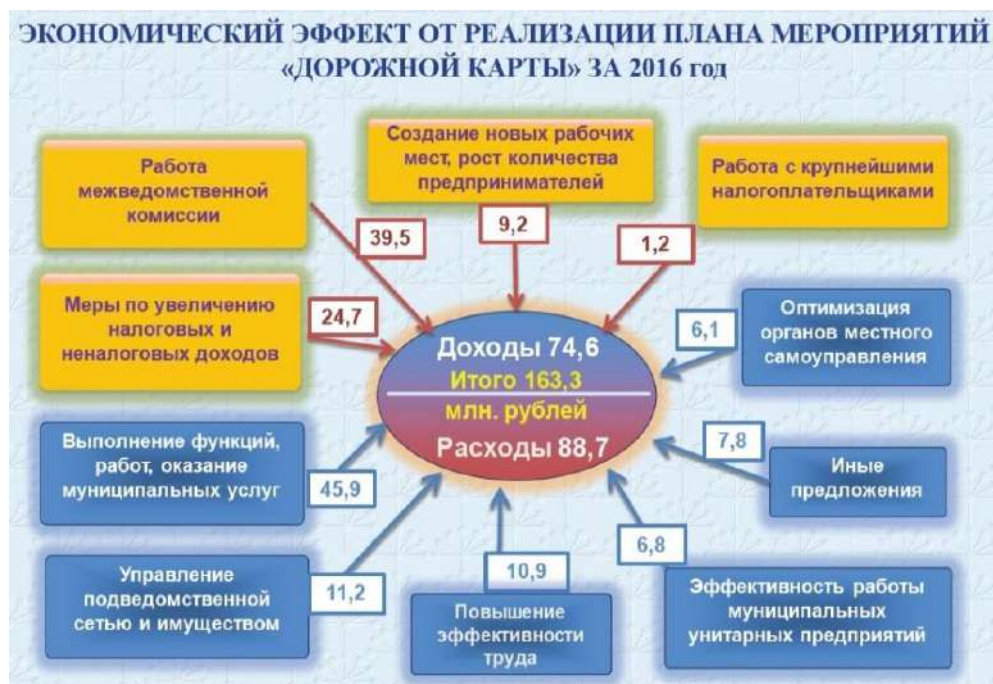 ЭКОНОМИЧЕСКИЙ ЭФФЕКТ ОТ РЕАЛИЗАЦИИ ПЛАНА МЕРОПРИЯТИЙ
«ДОРОЖНОЙ КАРТЫ» ЗА 2016 год
Работа
межведомственной
комиссии
39,5
Создание новых рабочих
мест, рост количества
предпринимателей
9,2
Работа с крупнейшими
налогоплательщиками
1,2
Меры по увеличению
налоговых и
неналоговых доходов
24,7
Доходы 74,6
Итого 163,3
млн. рублей
Расходы 88,7
6,1
Оптимизация
органов местного
самоуправления
Выполнение функций,
работ, оказание
муниципальных услуг
45,9
7,8
Иные
предложения
Управление
подведомственной
сетью и имуществом
11,2
10,9
Повышение
эффективности
труда
6,8
Эффективность работы
муниципальных
унитарных предприятий